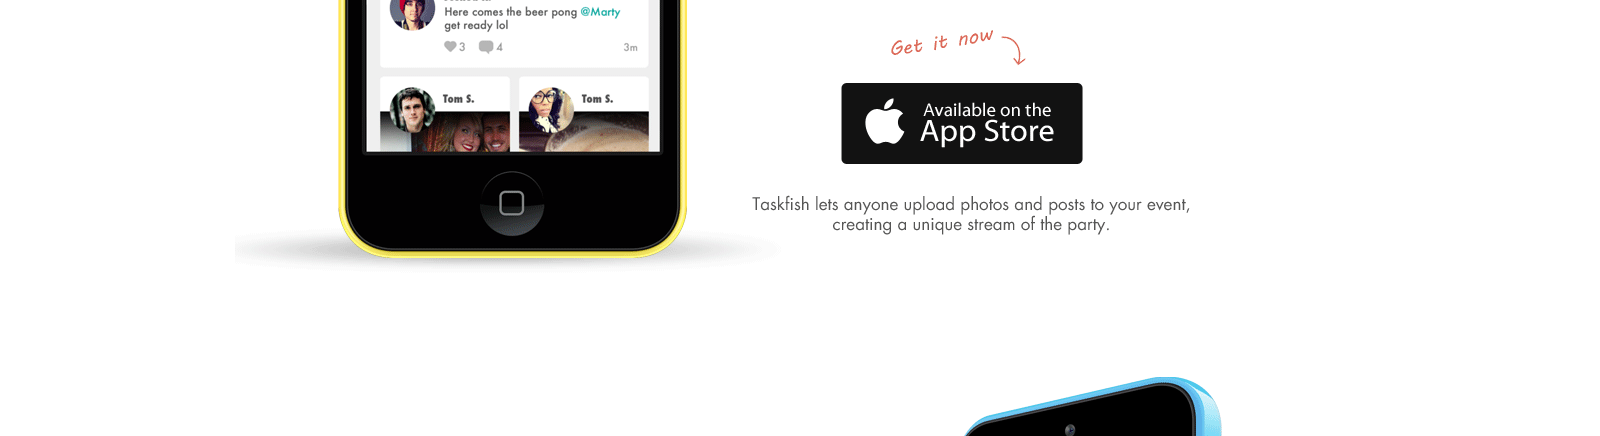 Here comes the beer pong @Marty
get ready lol
3 4 3m
Tom S. Tom S.
Get it now
Available on the
App Store
Taskfish lets anyone upload photos and posts to your event,
creating a unique stream of the party.